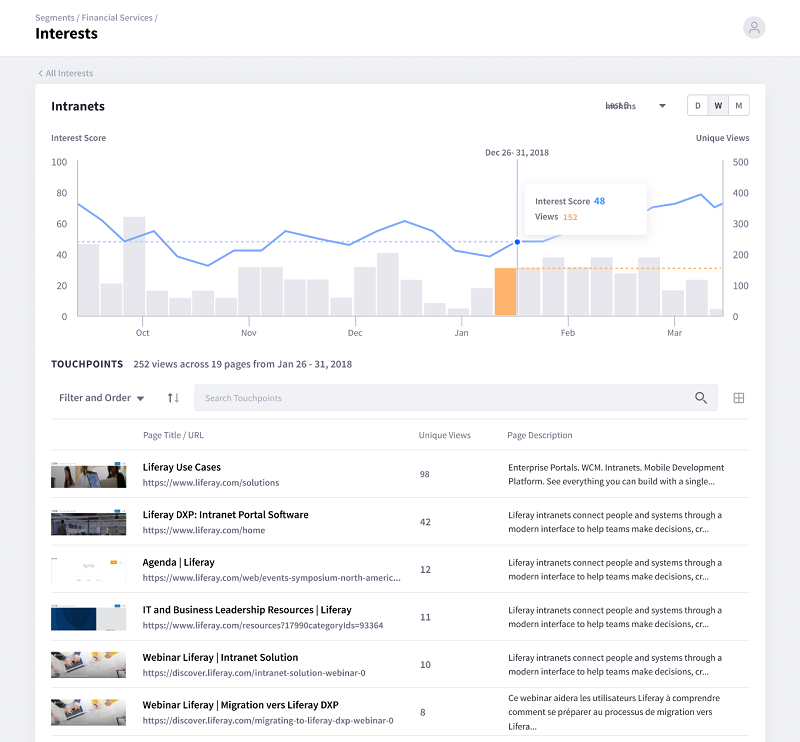 Segments / Financial Services /
Interests
All Interests
Intranets
D W M
Interest Score
Unique Views
Dec 26- 31, 2018
100
80
60
40
20
0
500
400
300
200
100
0
Interest Score 48
Views 152
Oct Nov Dec Jan Feb Mar
TOUCHPOINTS 252 views across 19 pages from Jan 26 - 31, 2018
Filter and Order
Search Touchpoints
Page Title / URL Unique Views Page Description
Liferay Use Cases
https://www.liferay.com/solutions
98
Enterprise Portals. WCM. Intranets. Mobile Development
Platform. See everything you can build with a single...
Liferay DXP: Intranet Portal Software
https://www.liferay.com/home
42
Liferay intranets connect people and systems through a
modern interface to help teams make decisions, cr...
Agenda | Liferay
https://www.liferay.com/web/events-symposium-north-americ...
12
Liferay intranets connect people and systems through a
modern interface to help teams make decisions, cr...
IT and Business Leadership Resources | Liferay
https://www.liferay.com/resources?17990categoryIds=93364
11
Liferay intranets connect people and systems through a
modern interface to help teams make decisions, cr...
Webinar Liferay | Intranet Solution
https://discover.liferay.com/intranet-solution-webinar-0
10
Liferay intranets connect people and systems through a
modern interface to help teams make decisions, cr...
Webinar Liferay | Migration vers Liferay DXP
https://discover.liferay.com/migrating-to-liferay-dxp-webinar-0
8
Ce webinar aidera les utilisateurs Liferay à comprendre
comment se préparer au processus de migration vers
Lifera...